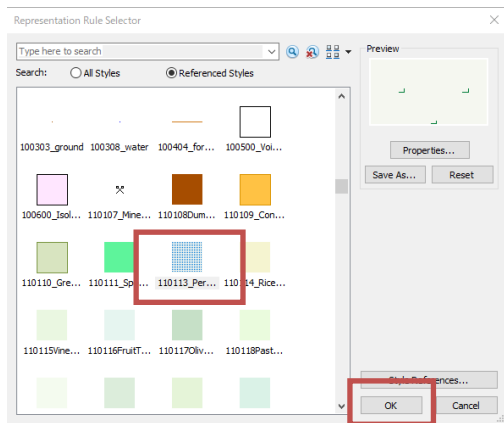 Representation Rule Selector
Type here to search
Search: All Styles Referenced Styles
Preview
100303_ground 100308_water 100404_for... 100500_Voi...
Properties...
Save As... Reset
100600_Isol... 110107_Mine... 110108Dum... 110109_Con...
110110_Gre... 110111_Sp... 110113_Per... 110114_Rice...
110115Vine... 110116FruitT... 110117Oliv... 110118Past...
Style References...
OK Cancel